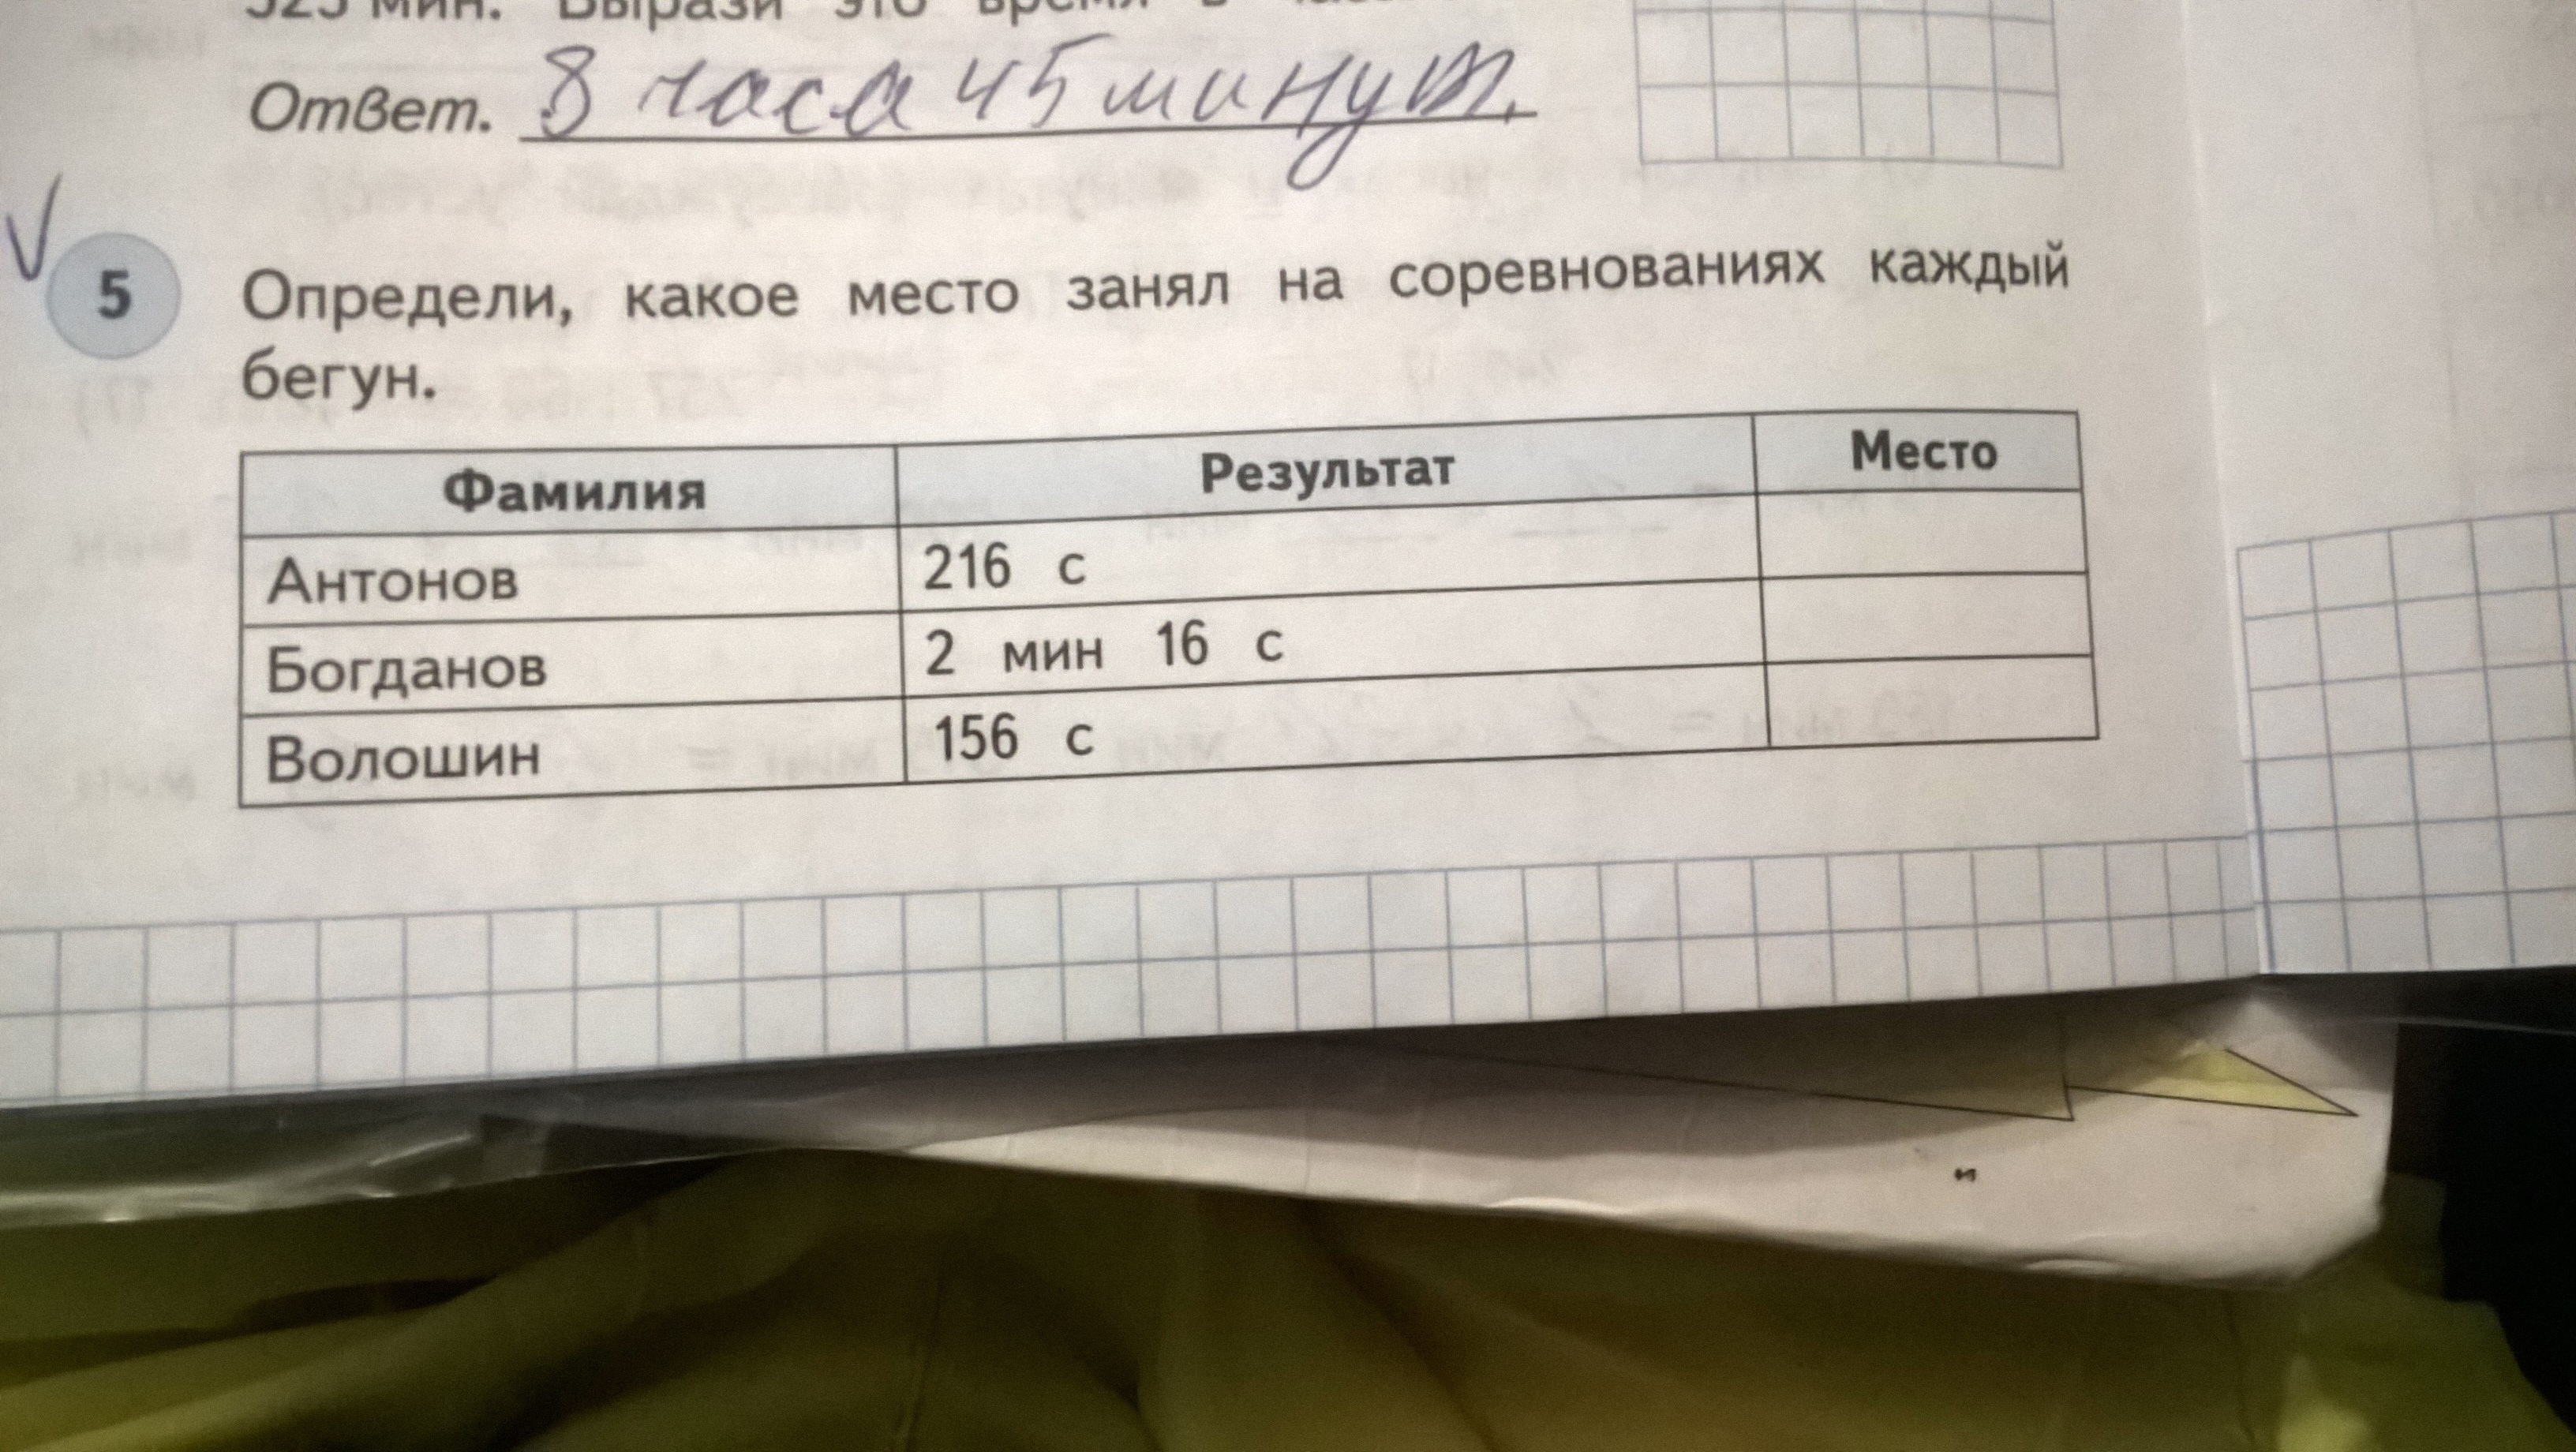 Ответ. 8 часа 45 минут.
5 Определи, какое место занял на соревнованиях каждый
бегун.
Фамилия Результат Место
Антонов 216 с
Богданов 2 мин 16 с
Волошин 156 с